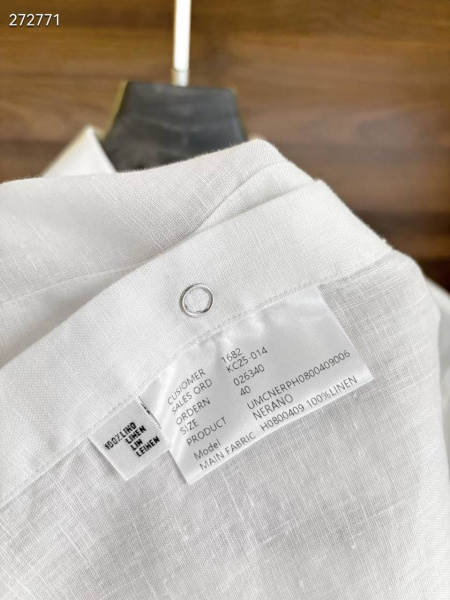 272771
CUSTOMER 1682
SALES ORD KC25-014
ORDERN 026340
SIZE 40
PRODUCT UMCNERPH0800409006
Model NERANO
MAIN FABRIC H0800409 100%LINEN
100%LINO
LINEN
LIN
LEINEN